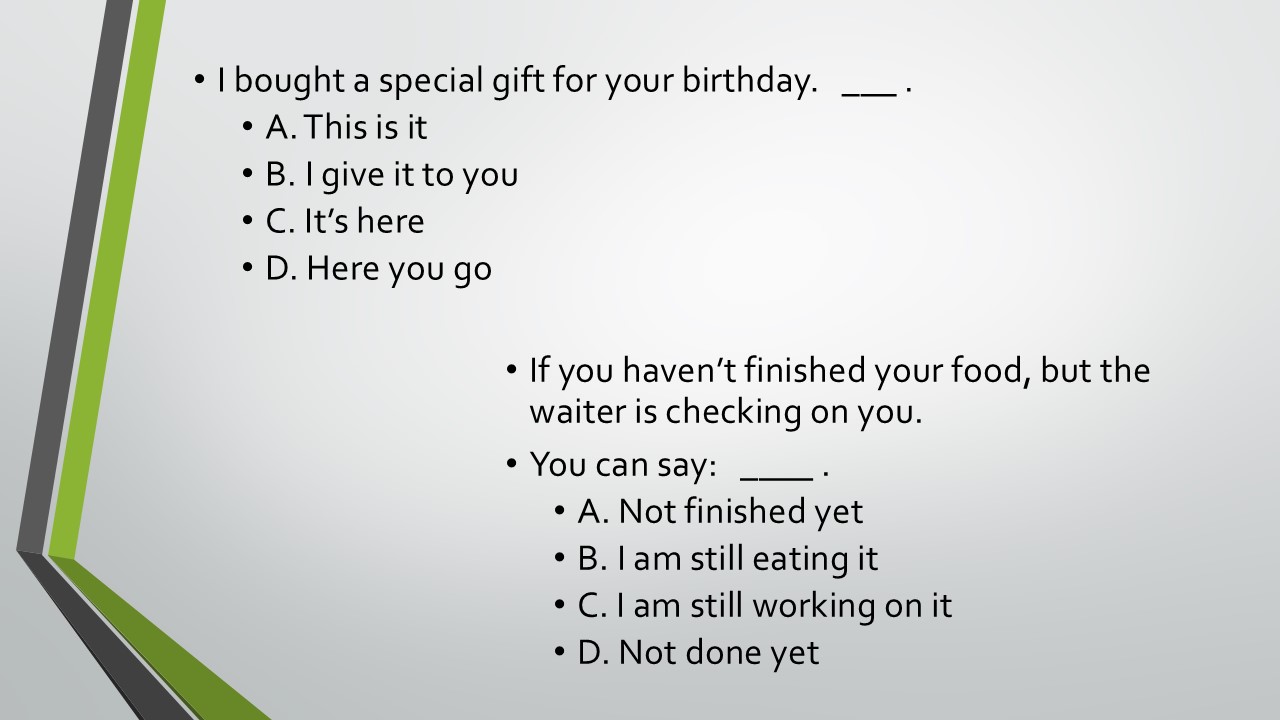 • I bought a special gift for your birthday.   ___ .
• A. This is it
• B. I give it to you
• C. It’s here
• D. Here you go
• If you haven’t finished your food, but the
waiter is checking on you.
• You can say:   ____ .
• A. Not finished yet
• B. I am still eating it
• C. I am still working on it
• D. Not done yet